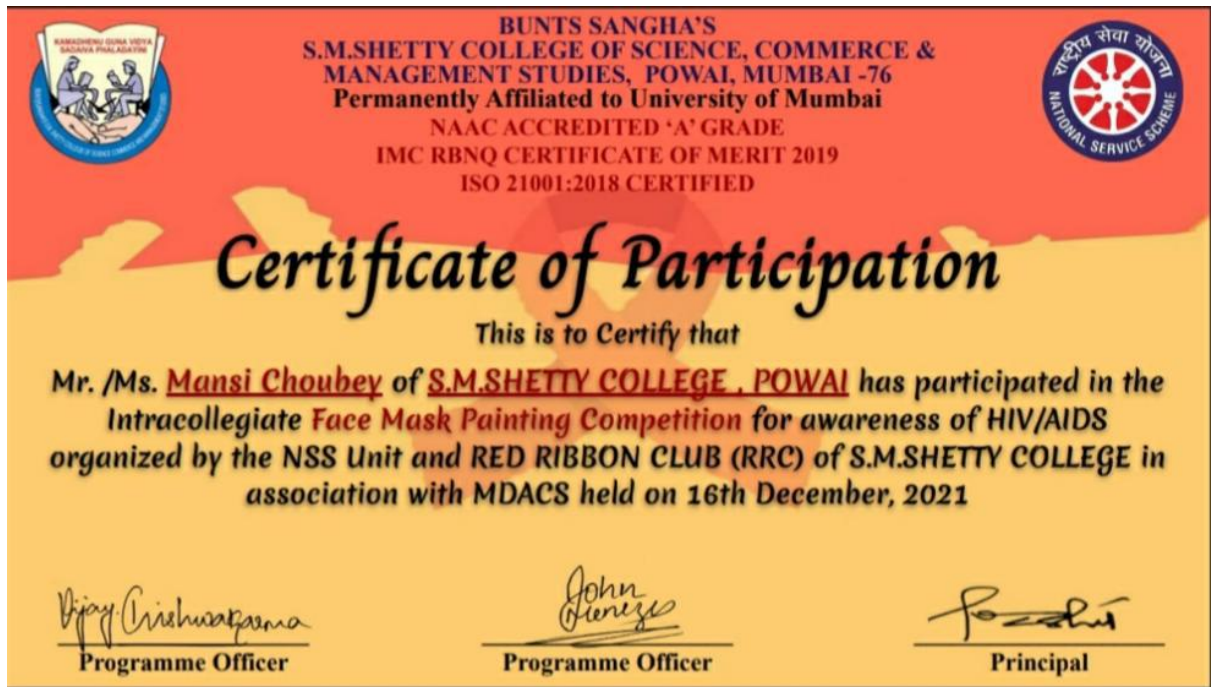 KAMADHENU GUNA VIDYA
SADAIVA PHALADAYINI
BUNTS SANGHA'S
S.M.SHETTY COLLEGE OF SCIENCE, COMMERCE &
MANAGEMENT STUDIES, POWAI, MUMBAI -76
Permanently Affiliated to University of Mumbai
NAAC ACCREDITED 'A' GRADE
IMC RBNQ CERTIFICATE OF MERIT 2019
ISO 21001:2018 CERTIFIED
राष्ट्रीय सेवा योजना
NATIONAL SERVICE SCHEME
Certificate of Participation
This is to Certify that
Mr. /Ms. Mansi Choubey of S.M.SHETTY COLLEGE , POWAI has participated in the
Intracollegiate Face Mask Painting Competition for awareness of HIV/AIDS
organized by the NSS Unit and RED RIBBON CLUB (RRC) of S.M.SHETTY COLLEGE in
association with MDACS held on 16th December, 2021
Vijay Vishwakarma
John
Programme Officer
Programme Officer
Principal